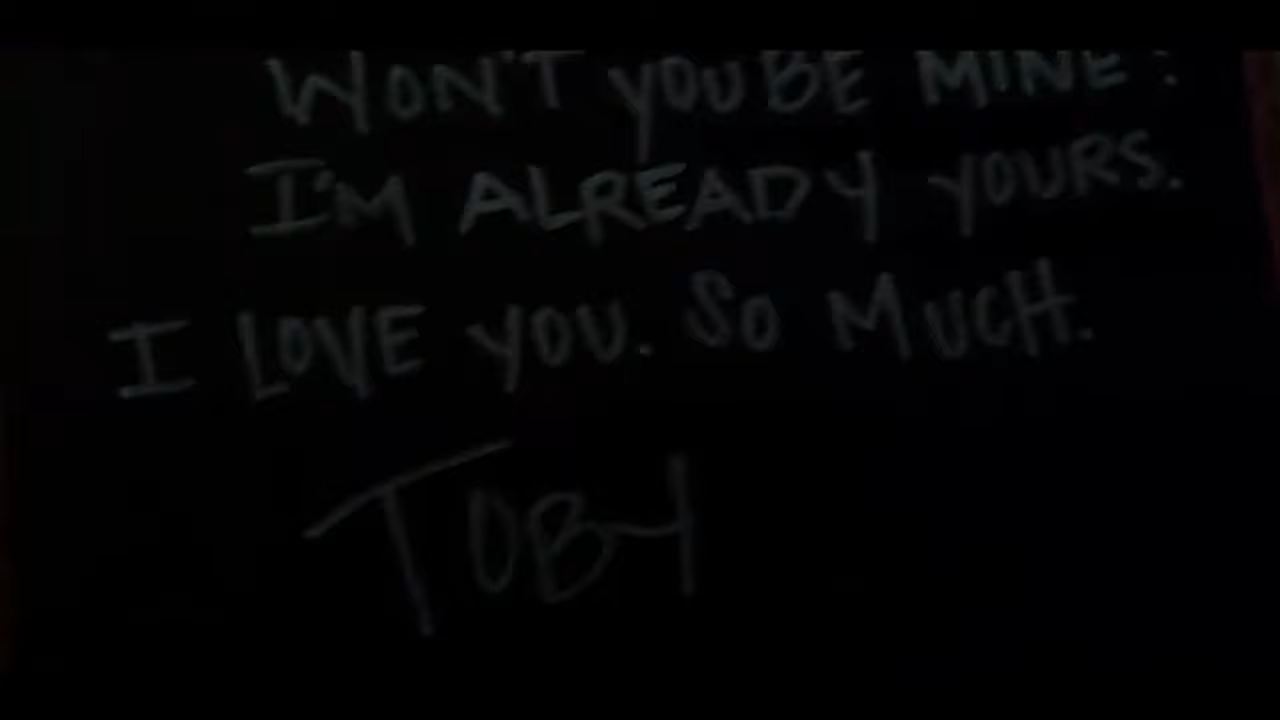 WON'T YOU BE MINE?
I'M ALREADY YOURS.
I LOVE YOU. SO MUCH.
TOBY